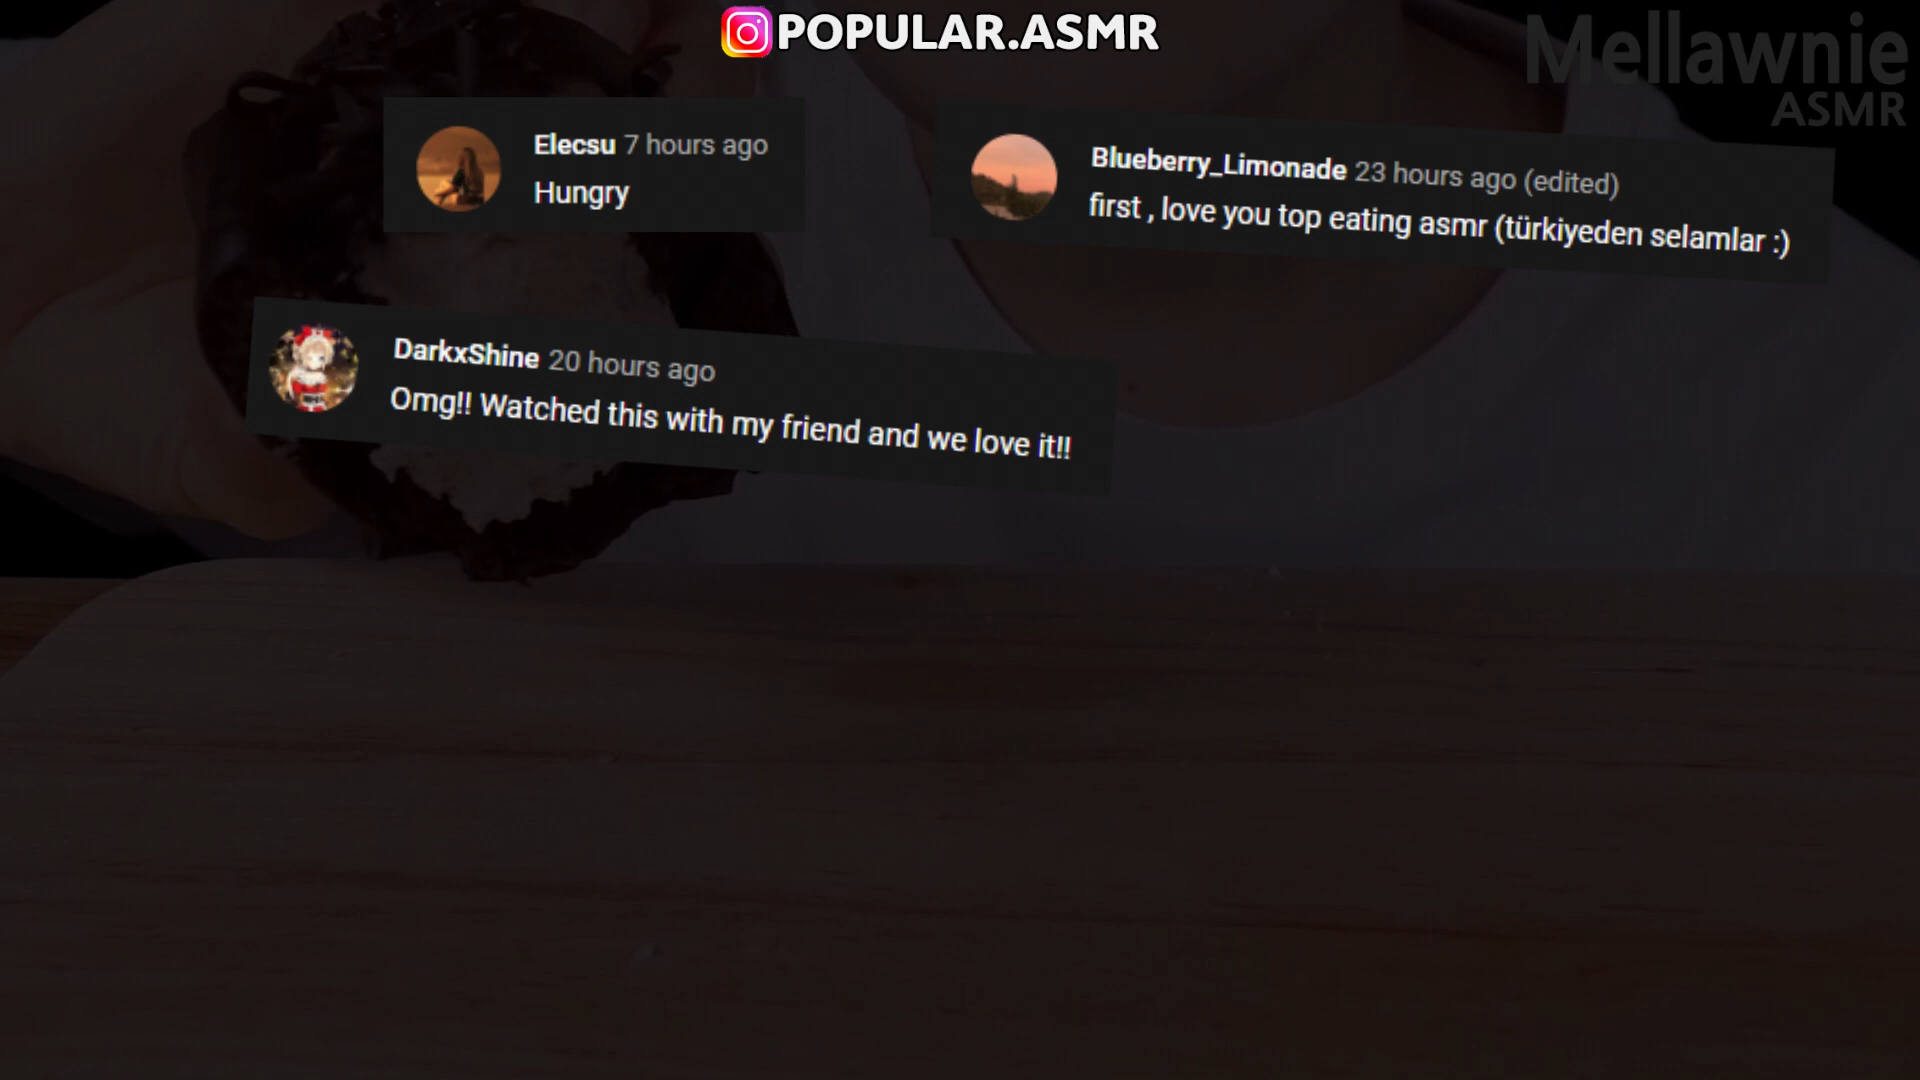 POPULAR.ASMR
Mellawnie
ASMR
Elecsu 7 hours ago
Hungry
Blueberry_Limonade 23 hours ago (edited)
first , love you top eating asmr (türkiyeden selamlar :)
DarkxShine 20 hours ago
Omg!! Watched this with my friend and we love it!!